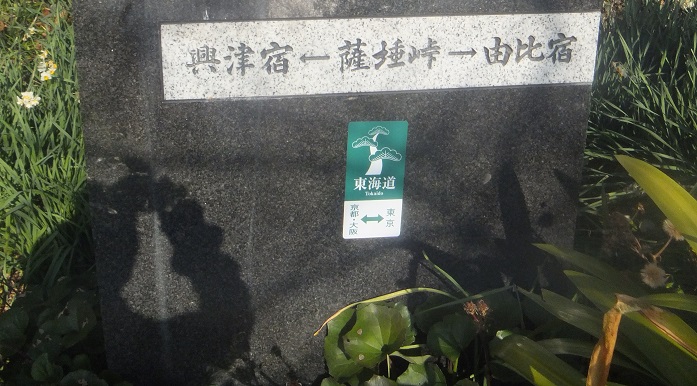 興津宿←薩埵峠→由比宿
東海道
Tokaido
京都・大阪 ↔ 東京